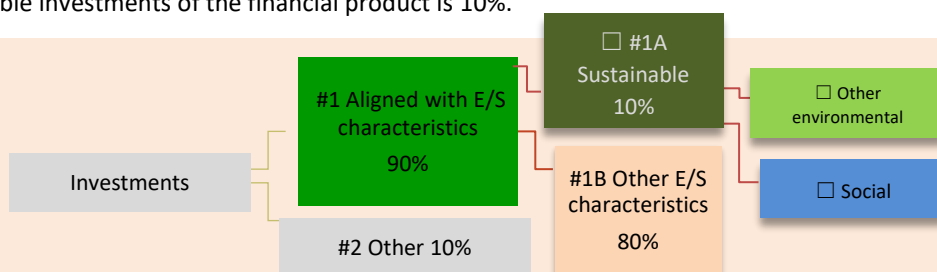 ble investments of the financial product is 10%.
☐ #1A
Sustainable
10%
#1 Aligned with E/S
characteristics
90%
☐ Other
environmental
Investments
#1B Other E/S
characteristics
80%
☐ Social
#2 Other 10%